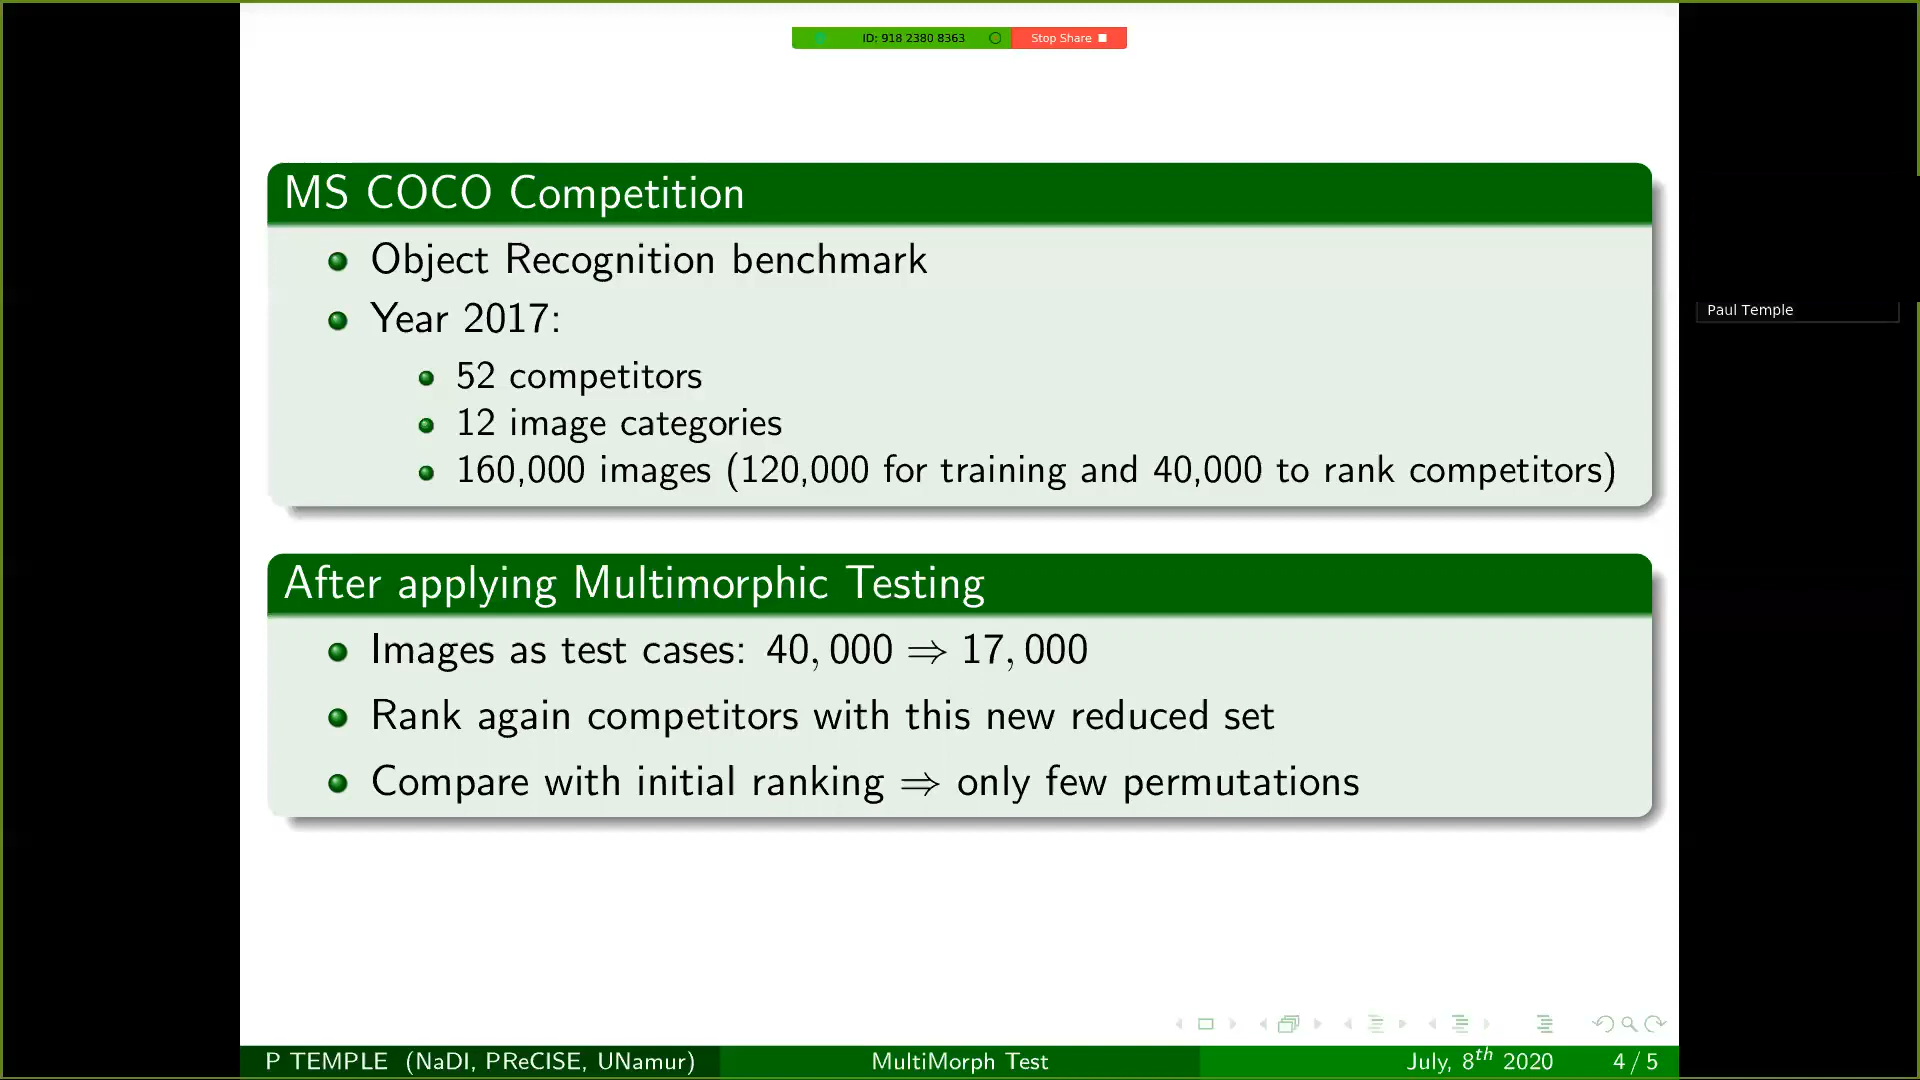 ID: 918 2380 8363 Stop Share
MS COCO Competition
Object Recognition benchmark
Year 2017:
52 competitors
12 image categories
160,000 images (120,000 for training and 40,000 to rank competitors)
Paul Temple
After applying Multimorphic Testing
Images as test cases: 40,000 ⇒ 17,000
Rank again competitors with this new reduced set
Compare with initial ranking ⇒ only few permutations
P TEMPLE (NaDI, PReCISE, UNamur) MultiMorph Test July, 8th 2020 4 / 5